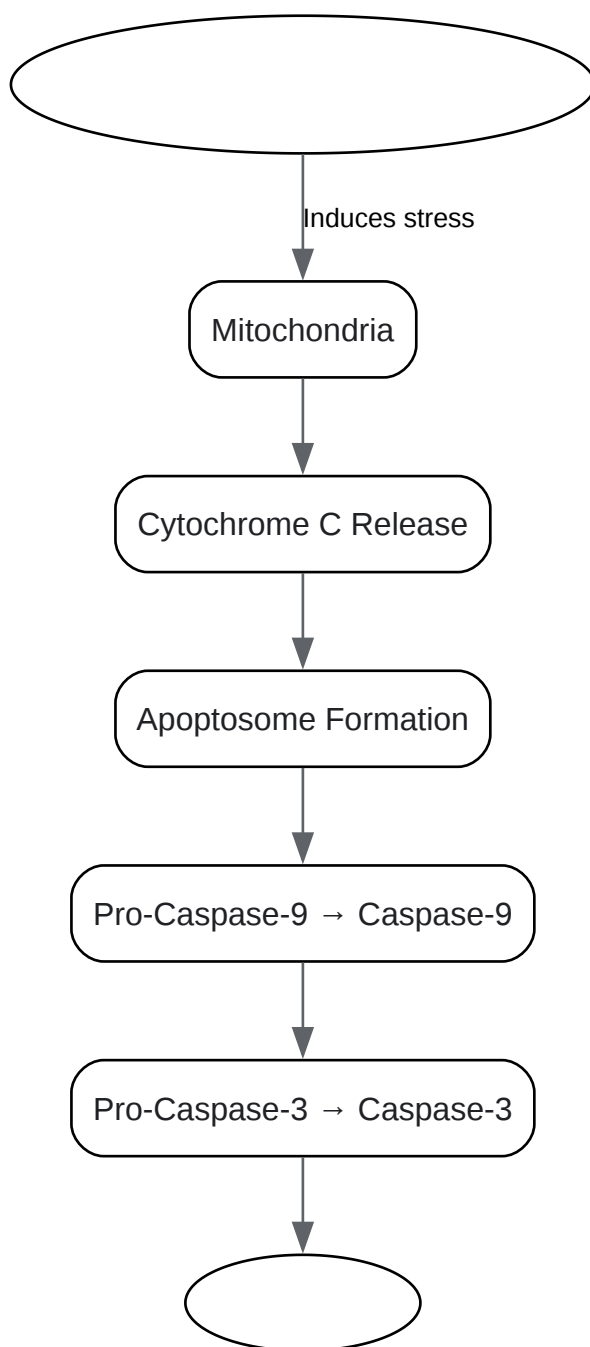 Induces stress
Mitochondria
Cytochrome C Release
Apoptosome Formation
Pro-Caspase-9 → Caspase-9
Pro-Caspase-3 → Caspase-3